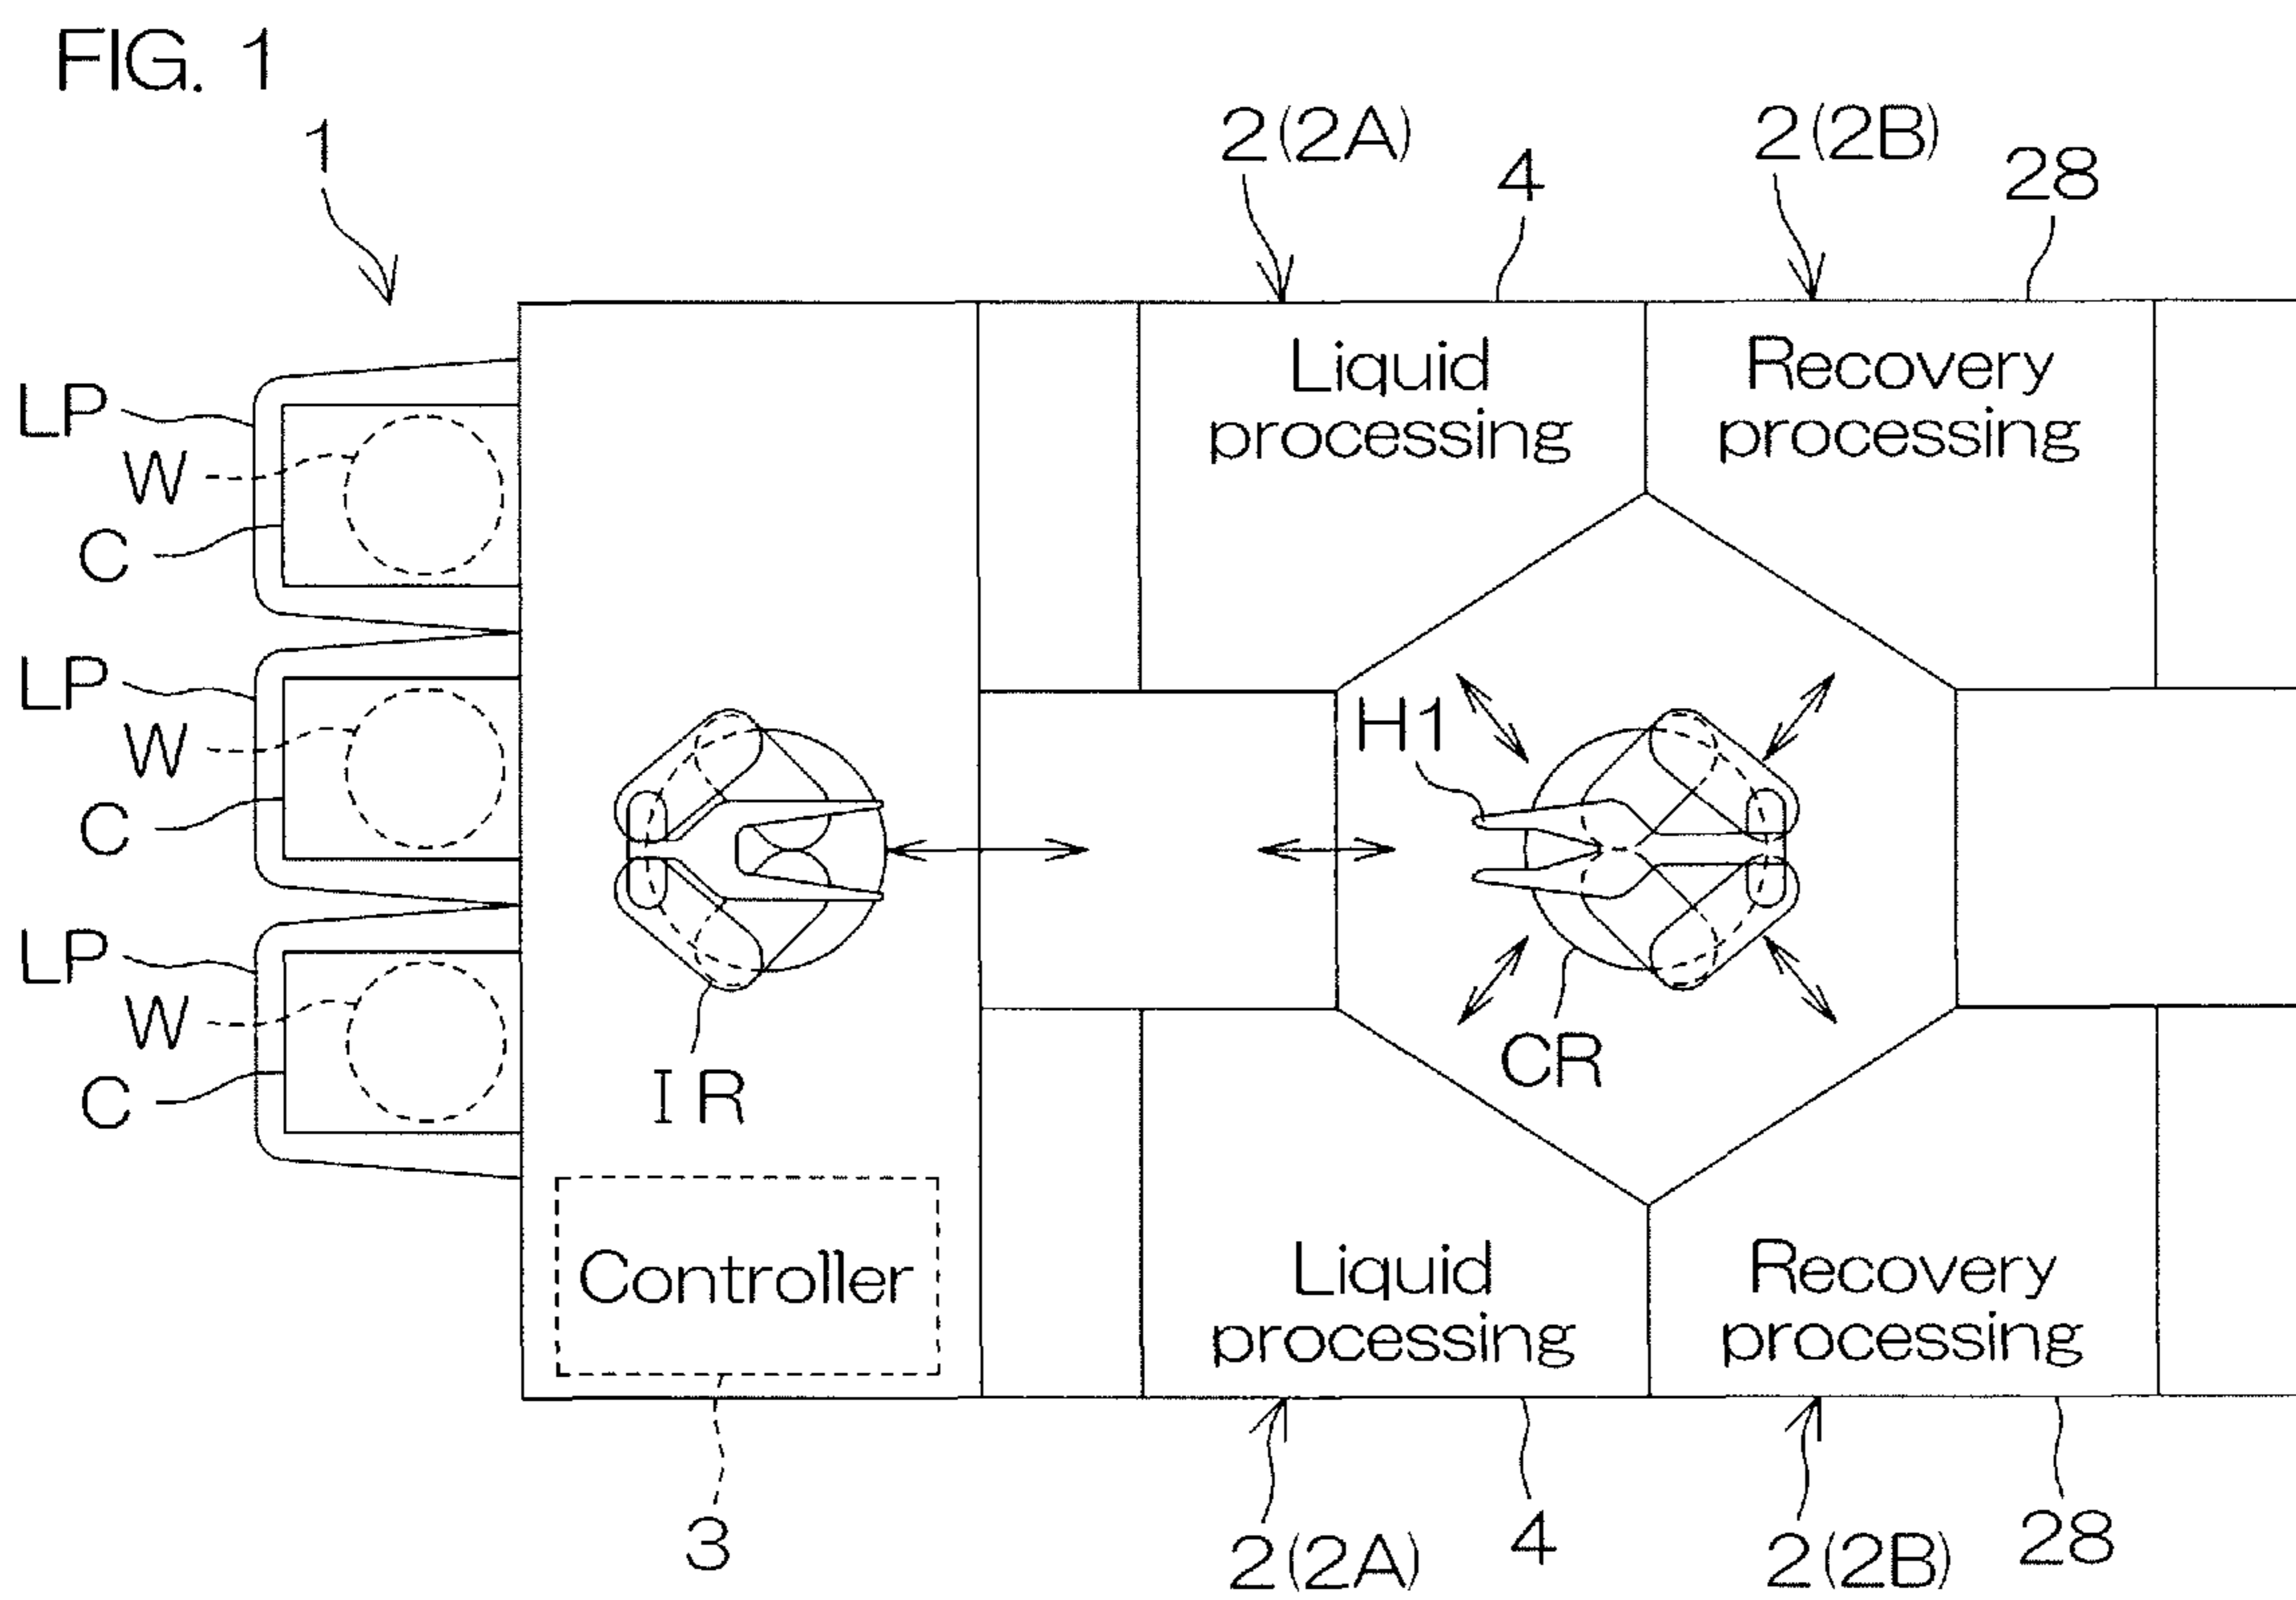 FIG. 1
1
2(2A)
4
2(2B)
28
Liquid
processing
Recovery
processing
LP
W
C
LP
W
C
LP
W
C
H1
IR
CR
Controller
Liquid
processing
Recovery
processing
3
2(2A)
4
2(2B)
28